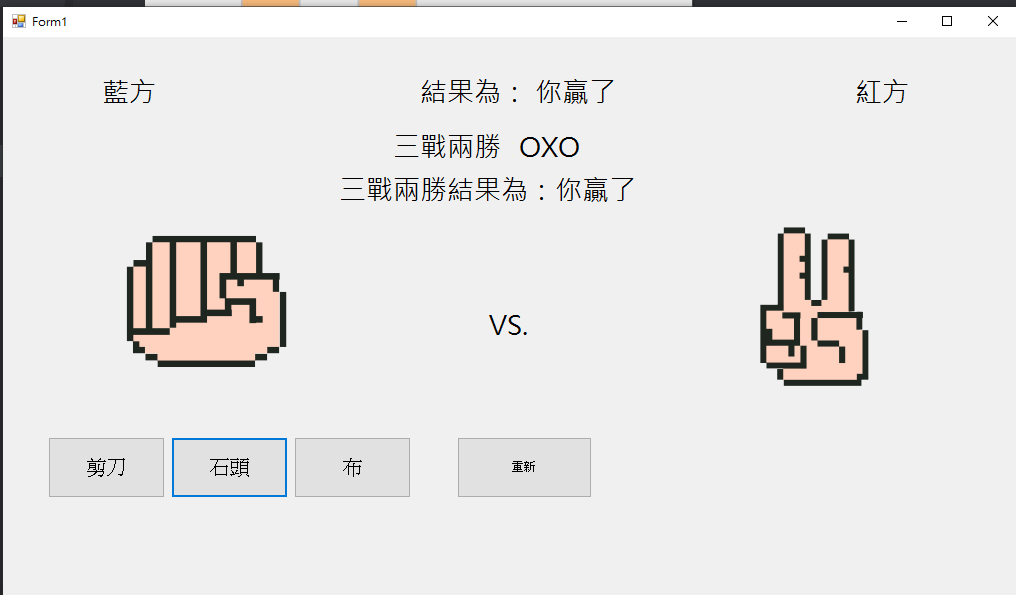 Form1
藍方 結果為： 你贏了 紅方
三戰兩勝 OXO
三戰兩勝結果為：你贏了
VS.
剪刀 石頭 布 重新